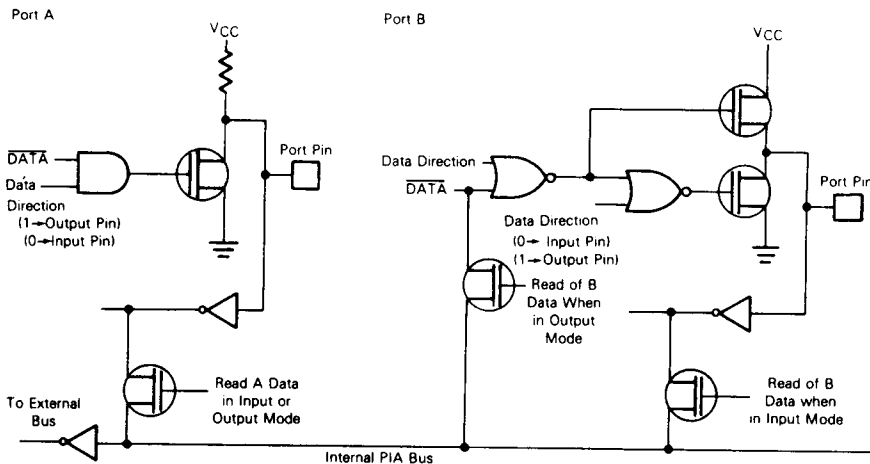 Port A
VCC
DATA
Data
Direction
(1→Output Pin)
(0→Input Pin)
Port Pin
Read A Data
in Input or
Output Mode
To External
Bus
Internal PIA Bus
Port B
VCC
Data Direction
DATA
Data Direction
(0→ Input Pin)
(1→Output Pin)
Port Pin
Read of B
Data When
in Output
Mode
Read of B
Data when
in Input Mode